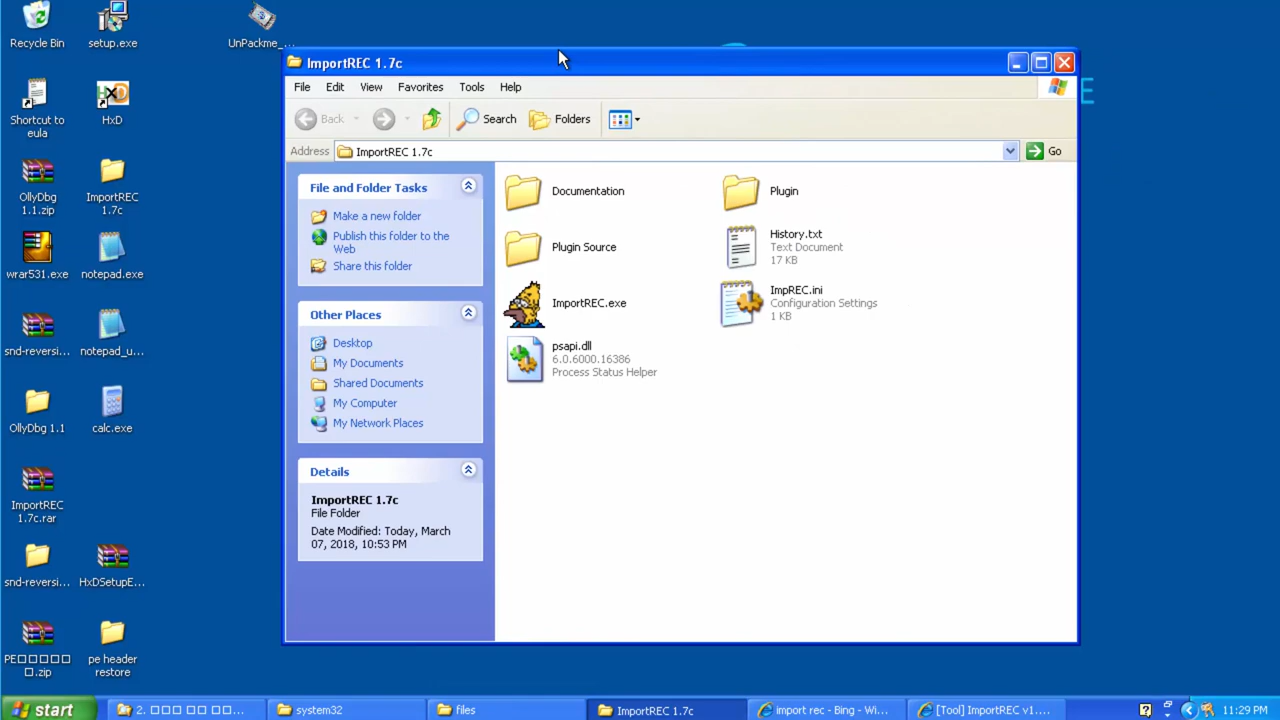 Recycle Bin
setup.exe
UnPackme_...
Shortcut to
eula
HxD
OllyDbg
1.1.zip
ImportREC
1.7c
wrar531.exe
notepad.exe
snd-reversi...
notepad_u...
OllyDbg 1.1
calc.exe
ImportREC
1.7c.rar
snd-reversi...
HxDSetupE...
PE□□□□□
□.zip
pe header
restore
ImportREC 1.7c
File Edit View Favorites Tools Help
Back Search Folders
Address ImportREC 1.7c Go
File and Folder Tasks
Make a new folder
Publish this folder to the
Web
Share this folder
Other Places
Desktop
My Documents
Shared Documents
My Computer
My Network Places
Details
ImportREC 1.7c
File Folder
Date Modified: Today, March
07, 2018, 10:53 PM
Documentation
Plugin
Plugin Source
History.txt
Text Document
17 KB
ImportREC.exe
ImpREC.ini
Configuration Settings
1 KB
psapi.dll
6.0.6000.16386
Process Status Helper
E
start
2. □□□ □□ □□...
system32
files
ImportREC 1.7c
import rec - Bing - Wi...
[Tool] ImportREC v1....
11:29 PM